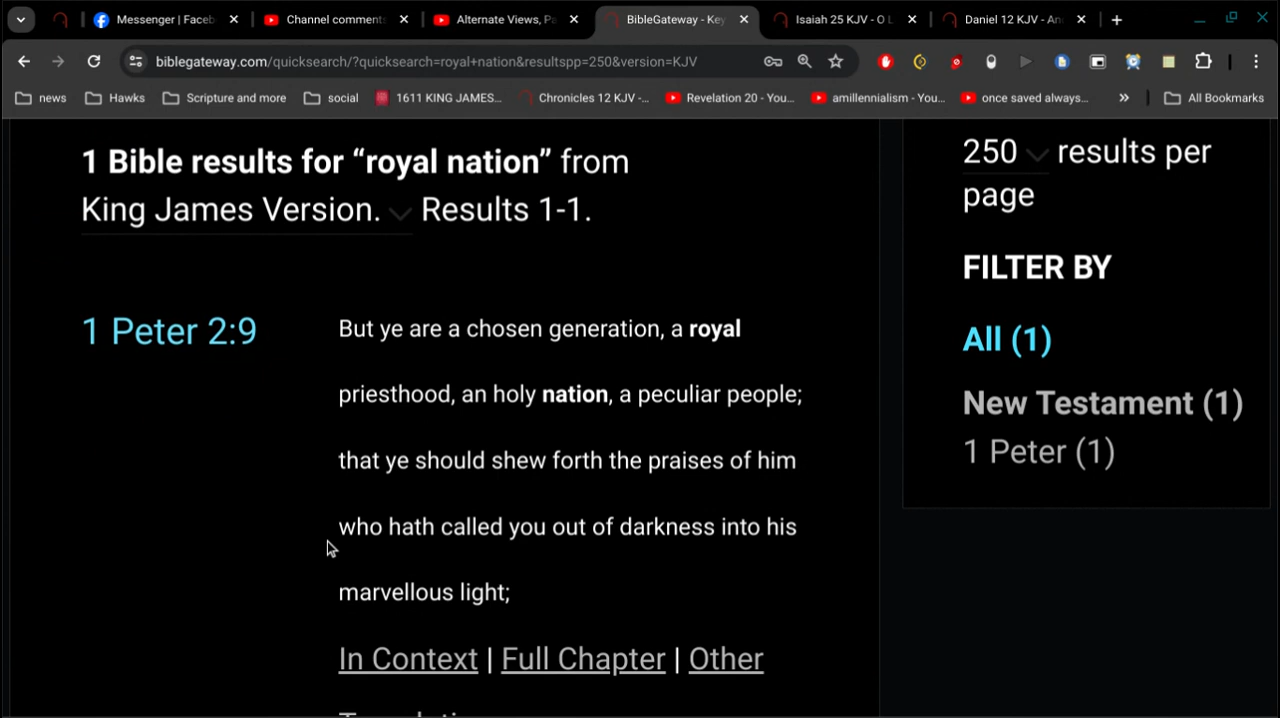 Messenger | Faceb
Channel comment
Alternate Views, Pa
BibleGateway - Key
Isaiah 25 KJV - O L
Daniel 12 KJV - An
biblegateway.com/quicksearch/?quicksearch=royal+nation&resultspp=250&version=KJV
news
Hawks
Scripture and more
social
1611 KING JAMES...
Chronicles 12 KJV -...
Revelation 20 - You...
amillennialism - You...
once saved always...
All Bookmarks
1 Bible results for “royal nation” from
King James Version. Results 1-1.
1 Peter 2:9
But ye are a chosen generation, a royal
priesthood, an holy nation, a peculiar people;
that ye should shew forth the praises of him
who hath called you out of darkness into his
marvellous light;
In Context | Full Chapter | Other
250 results per
page
FILTER BY
All (1)
New Testament (1)
1 Peter (1)